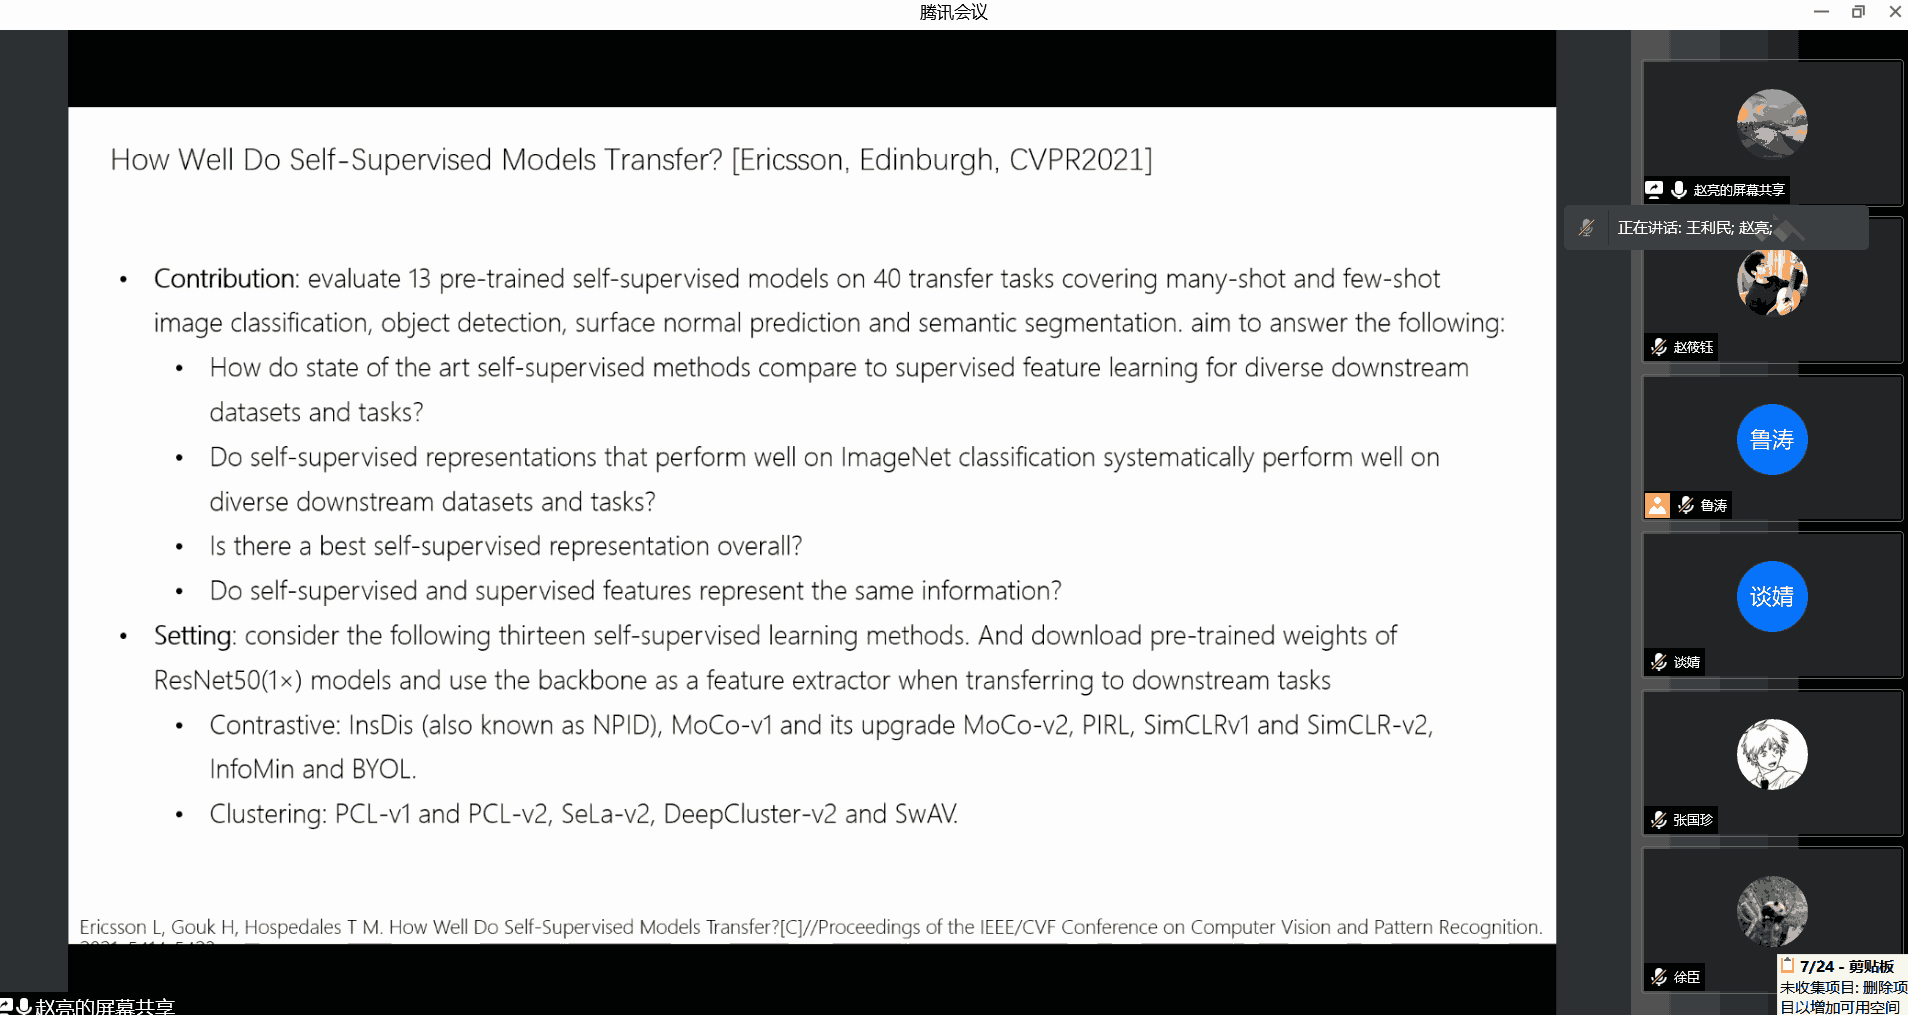 腾讯会议
How Well Do Self-Supervised Models Transfer? [Ericsson, Edinburgh, CVPR2021]
• Contribution: evaluate 13 pre-trained self-supervised models on 40 transfer tasks covering many-shot and few-shot
image classification, object detection, surface normal prediction and semantic segmentation. aim to answer the following:
• How do state of the art self-supervised methods compare to supervised feature learning for diverse downstream
datasets and tasks?
• Do self-supervised representations that perform well on ImageNet classification systematically perform well on
diverse downstream datasets and tasks?
• Is there a best self-supervised representation overall?
• Do self-supervised and supervised features represent the same information?
• Setting: consider the following thirteen self-supervised learning methods. And download pre-trained weights of
ResNet50(1×) models and use the backbone as a feature extractor when transferring to downstream tasks
• Contrastive: InsDis (also known as NPID), MoCo-v1 and its upgrade MoCo-v2, PIRL, SimCLRv1 and SimCLR-v2,
InfoMin and BYOL.
• Clustering: PCL-v1 and PCL-v2, SeLa-v2, DeepCluster-v2 and SwAV.
Ericsson L, Gouk H, Hospedales T M. How Well Do Self-Supervised Models Transfer?[C]//Proceedings of the IEEE/CVF Conference on Computer Vision and Pattern Recognition.
赵亮的屏幕共享
赵亮的屏幕共享
正在讲话: 王利民; 赵亮;
赵筱钰
鲁涛
鲁涛
谈婧
谈婧
张国珍
徐臣
7/24 - 剪贴板
未收集项目: 删除项
目以增加可用空间